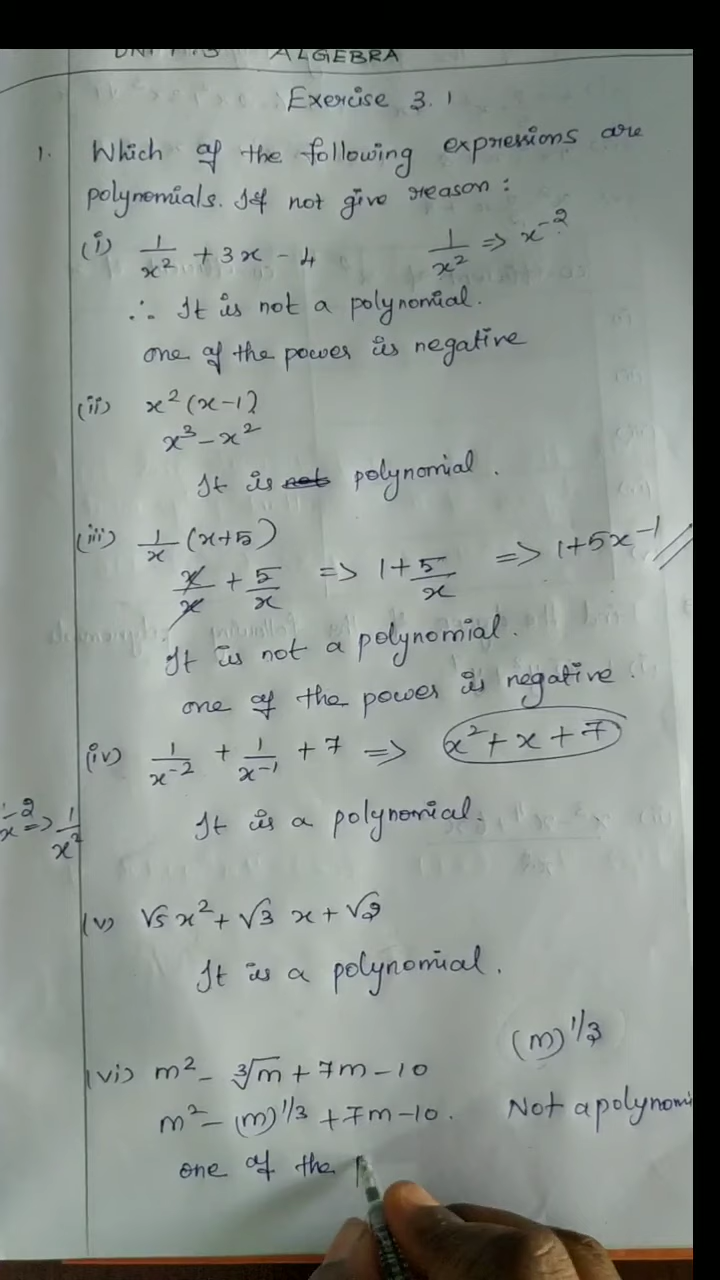 ALGEBRA
Exercise 3.1
1. Which of the following expressions are
polynomials. If not give reason :
(i) 1/x² + 3x - 4 1/x² => x⁻²
∴ It is not a polynomial.
one of the power is negative
(ii) x²(x-1)
x³ - x²
It is not polynomial.
(iii) 1/x (x+5)
x/x + 5/x => 1 + 5/x => 1+5x⁻¹ //
It is not a polynomial.
one of the power is negative.
(iv) 1/x⁻² + 1/x⁻¹ + 7 => x² + x + 7
x⁻² => 1/x²
It is a polynomial.
(v) √5 x² + √3 x + √2
It is a polynomial.
(m)^1/3
(vi) m² - ∛m + 7m - 10
m² - (m)^1/3 + 7m - 10. Not a polynomi
one of the